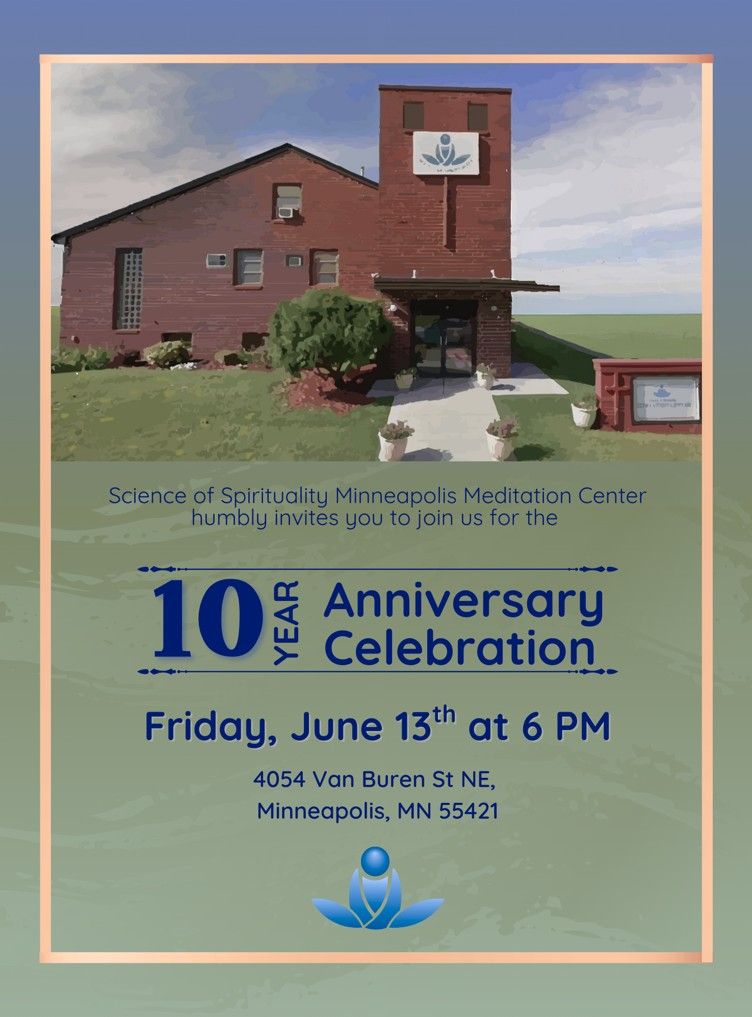 Science of Spirituality Minneapolis Meditation Center
humbly invites you to join us for the
10 YEAR Anniversary
Celebration
Friday, June 13th at 6 PM
4054 Van Buren St NE,
Minneapolis, MN 55421